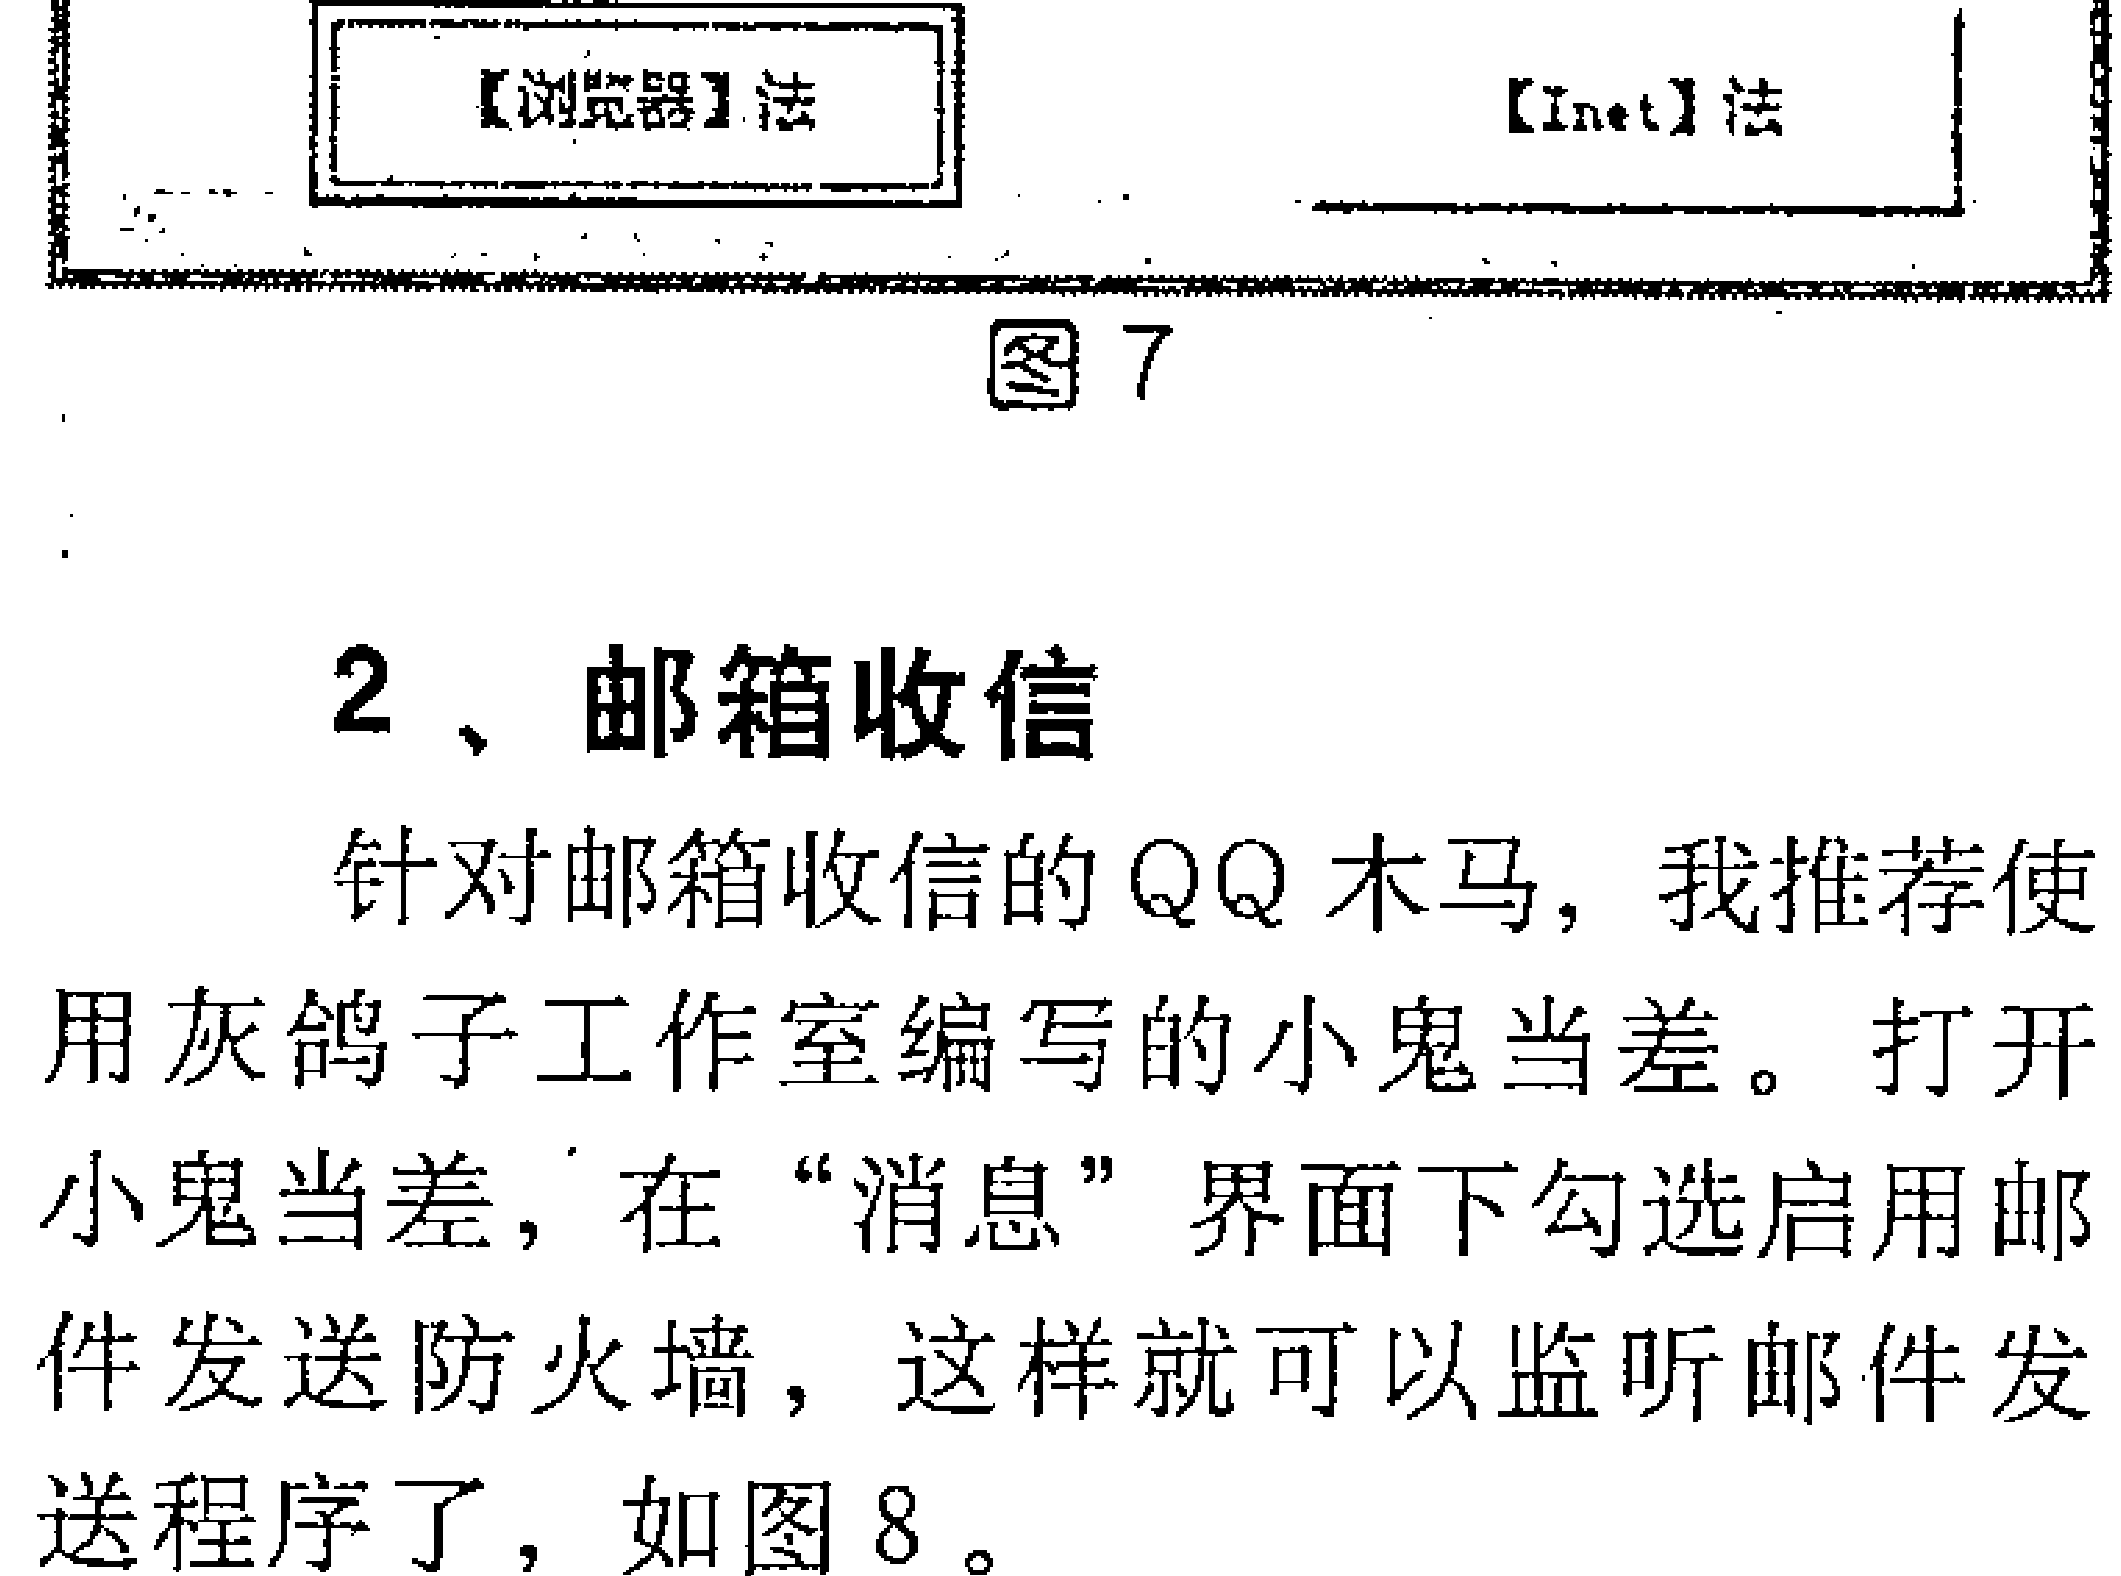 【浏览器】法 【Inet】法
图 7
2、邮箱收信
针对邮箱收信的QQ木马，我推荐使
用灰鸽子工作室编写的小鬼当差。打开
小鬼当差，在“消息”界面下勾选启用邮
件发送防火墙，这样就可以监听邮件发
送程序了，如图8。